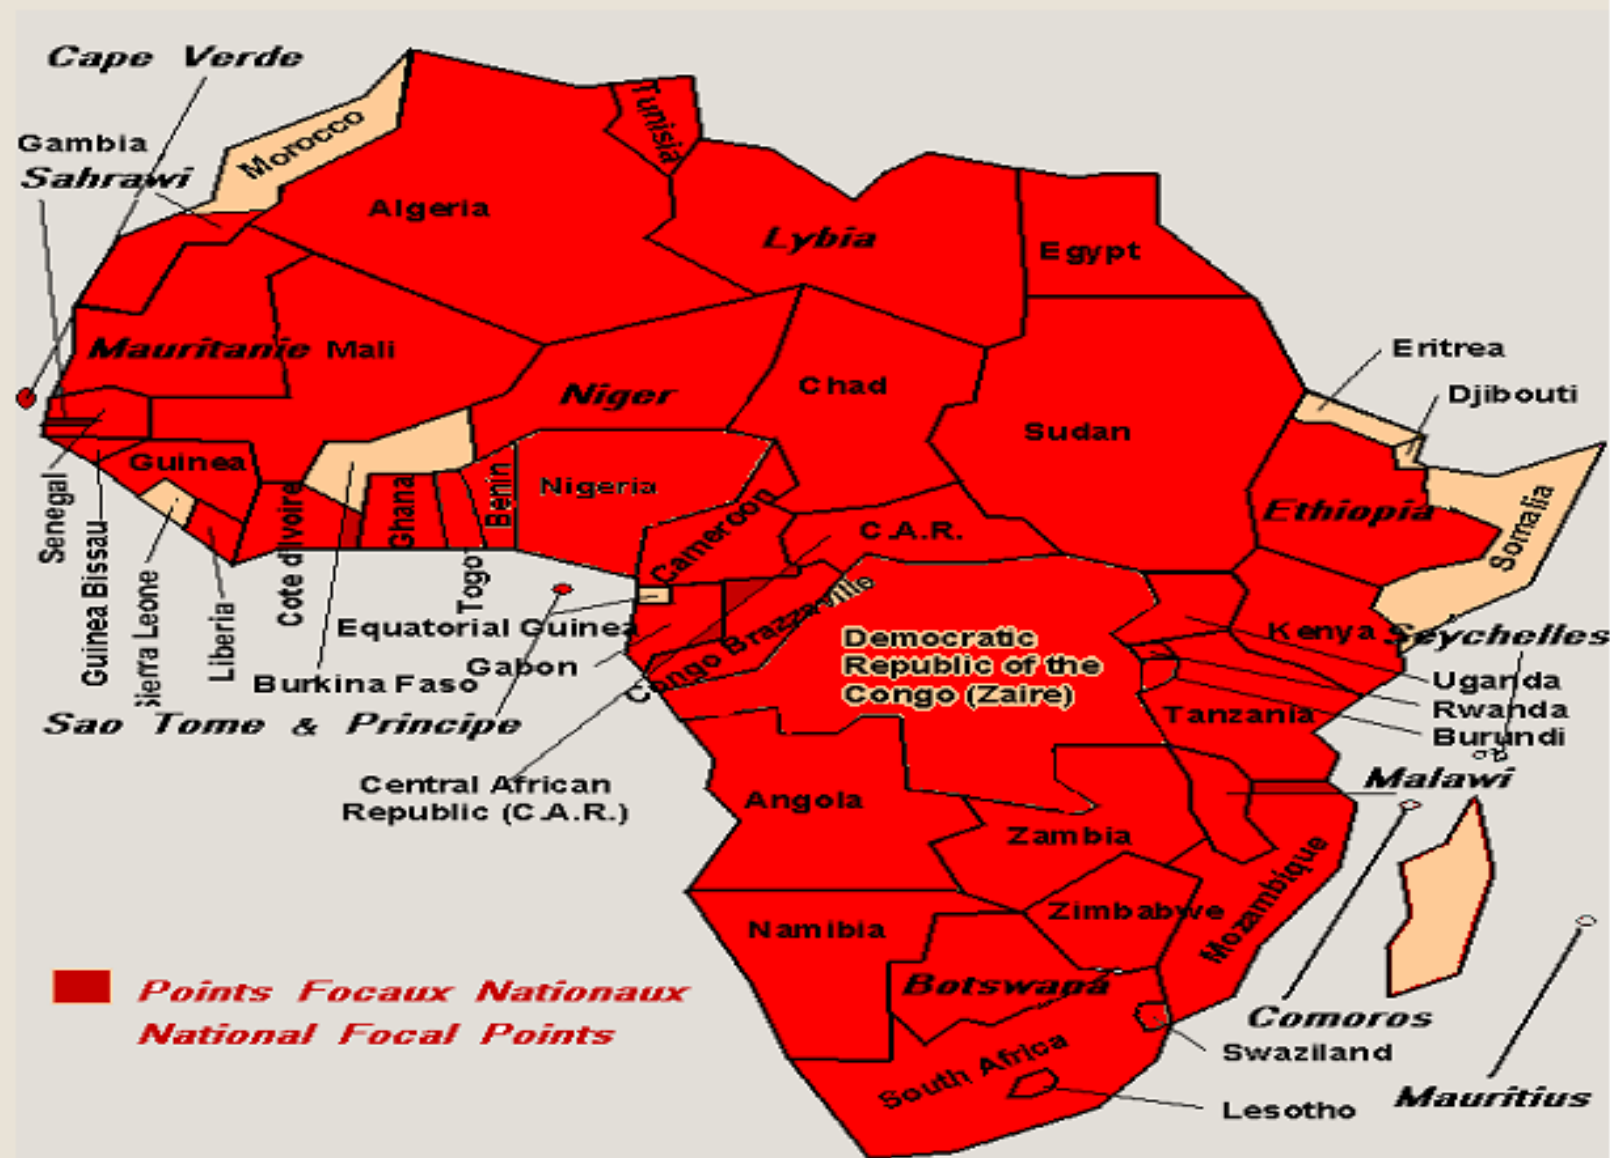 Cape Verde
Gambia
Sahrawi
Morocco
Tunisia
Algeria
Lybia
Egypt
Mauritanie
Mali
Niger
Chad
Sudan
Eritrea
Djibouti
Guinea
Senegal
Guinea Bissau
Sierra Leone
Liberia
Cote d'Ivoire
Ghana
Togo
Benin
Nigeria
Cameroon
C.A.R.
Ethiopia
Somalia
Burkina Faso
Equatorial Guinea
Gabon
Congo Brazzaville
Sao Tome & Principe
Democratic
Republic of the
Congo (Zaire)
Kenya
Seychelles
Uganda
Rwanda
Burundi
Tanzania
Central African
Republic (C.A.R.)
Angola
Malawi
Zambia
Mozambique
Zimbabwe
Namibia
Botswana
Points Focaux Nationaux
National Focal Points
Comoros
Swaziland
South Africa
Lesotho
Mauritius